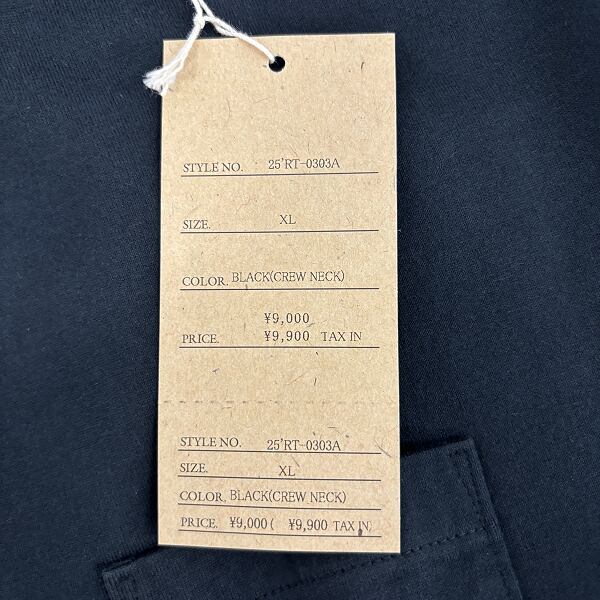 STYLE NO. 25'RT-0303A
SIZE. XL
COLOR. BLACK(CREW NECK)
¥9,000
PRICE. ¥9,900 TAX IN
STYLE NO. 25'RT-0303A
SIZE. XL
COLOR. BLACK(CREW NECK)
PRICE. ¥9,000( ¥9,900 TAX IN)